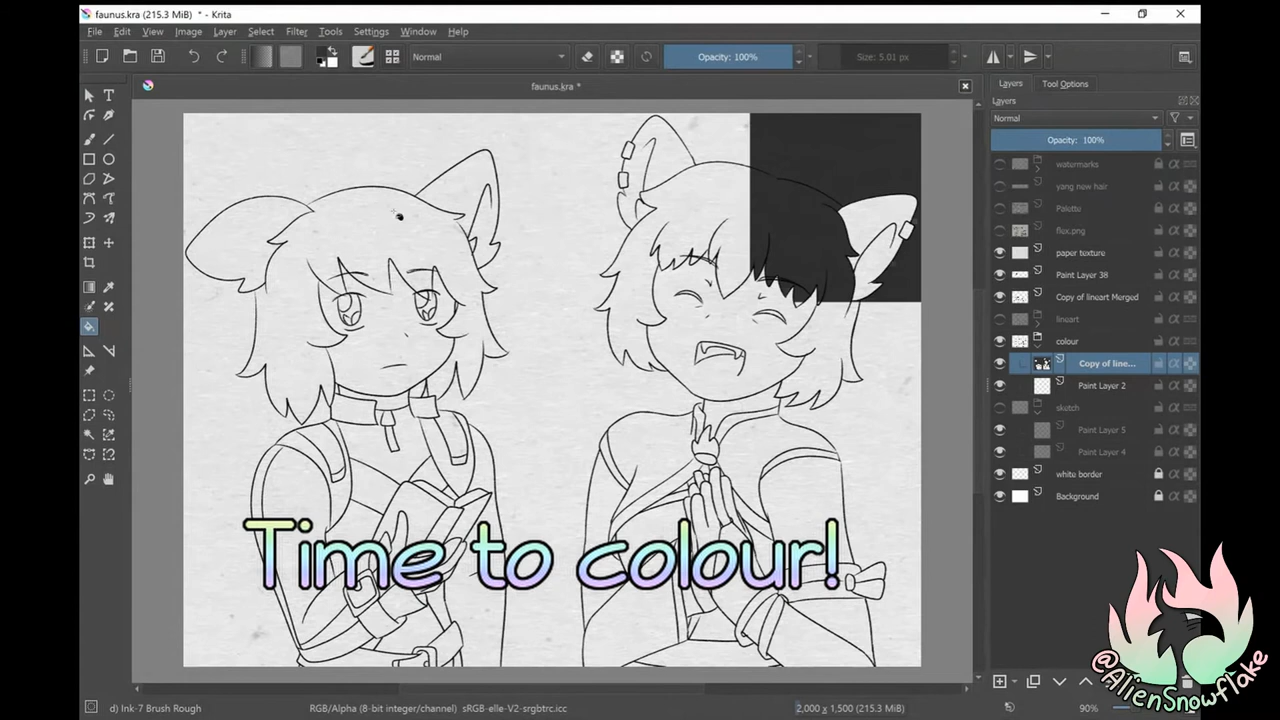 faunus.kra (215.3 MiB) * - Krita
File Edit View Image Layer Select Filter Tools Settings Window Help
Normal Opacity: 100% Size: 5.01 px
faunus.kra *
Layers Tool Options
Layers
Normal
Opacity: 100%
watermarks
yang new hair
Palette
flex.png
paper texture
Paint Layer 38
Copy of lineart Merged
lineart
colour
Copy of line...
Paint Layer 2
sketch
Paint Layer 5
Paint Layer 4
white border
Background
Time to colour!
@AlienSnowflake
d) Ink-7 Brush Rough RGB/Alpha (8-bit integer/channel) sRGB-elle-V2-srgbtrc.icc 2,000 x 1,500 (215.3 MiB) 90%